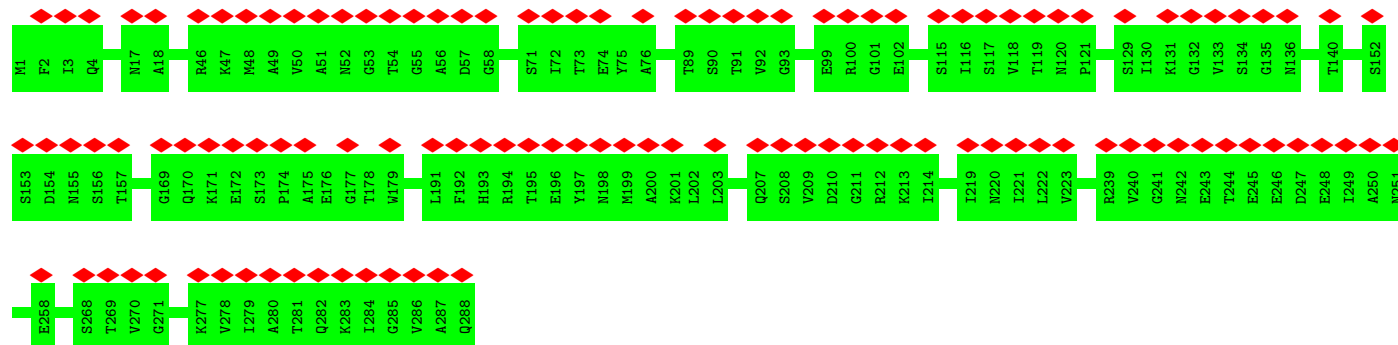 M1 F2 I3 Q4 N17 A18 R46 K47 M48 A49 V50 A51 N52 G53 T54 G55 A56 D57 G58 S71 I72 T73 E74 Y75 A76 T89 S90 T91 V92 G93 E99 R100 G101 E102 S115 I116 S117 V118 T119 N120 P121 S129 I130 K131 G132 V133 S134 G135 N136 T140 S152
S153 D154 N155 S156 T157 G169 Q170 K171 E172 S173 P174 A175 E176 G177 T178 W179 L191 F192 H193 R194 T195 E196 Y197 N198 M199 A200 K201 L202 L203 Q207 S208 V209 D210 G211 R212 K213 I214 I219 N220 I221 L222 V223 R239 V240 G241 N242 E243 T244 E245 E246 D247 E248 I249 A250 N251
E258 S268 T269 V270 G271 K277 V278 I279 A280 T281 Q282 K283 I284 G285 V286 A287 Q288